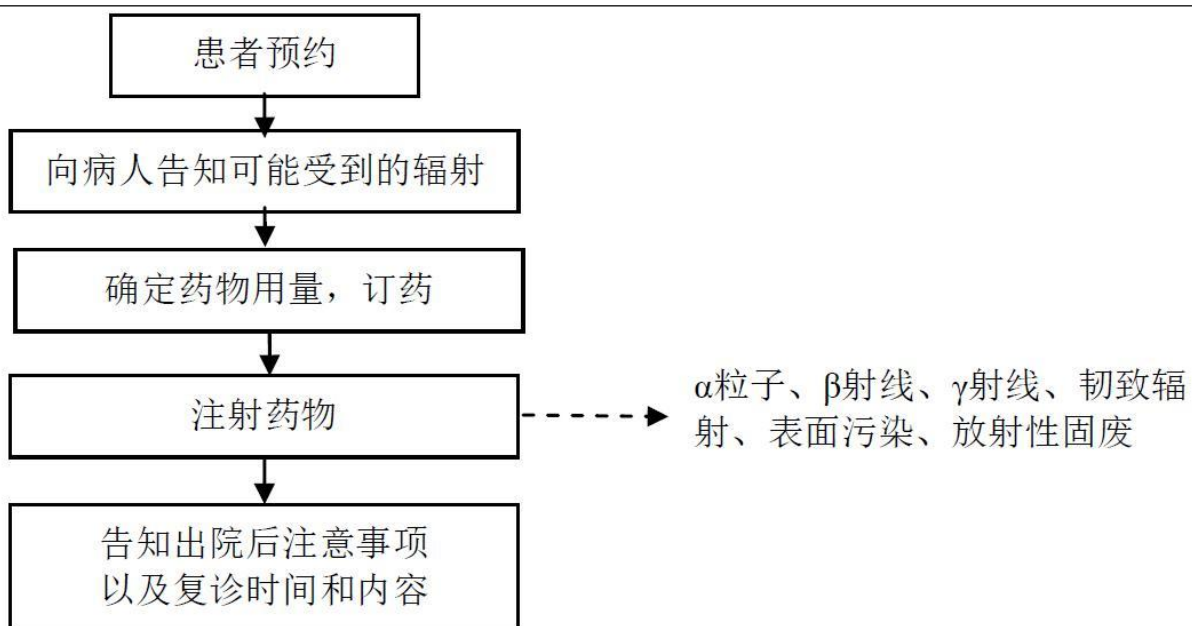 患者预约
向病人告知可能受到的辐射
确定药物用量，订药
注射药物
α粒子、β射线、γ射线、韧致辐
射、表面污染、放射性固废
告知出院后注意事项
以及复诊时间和内容